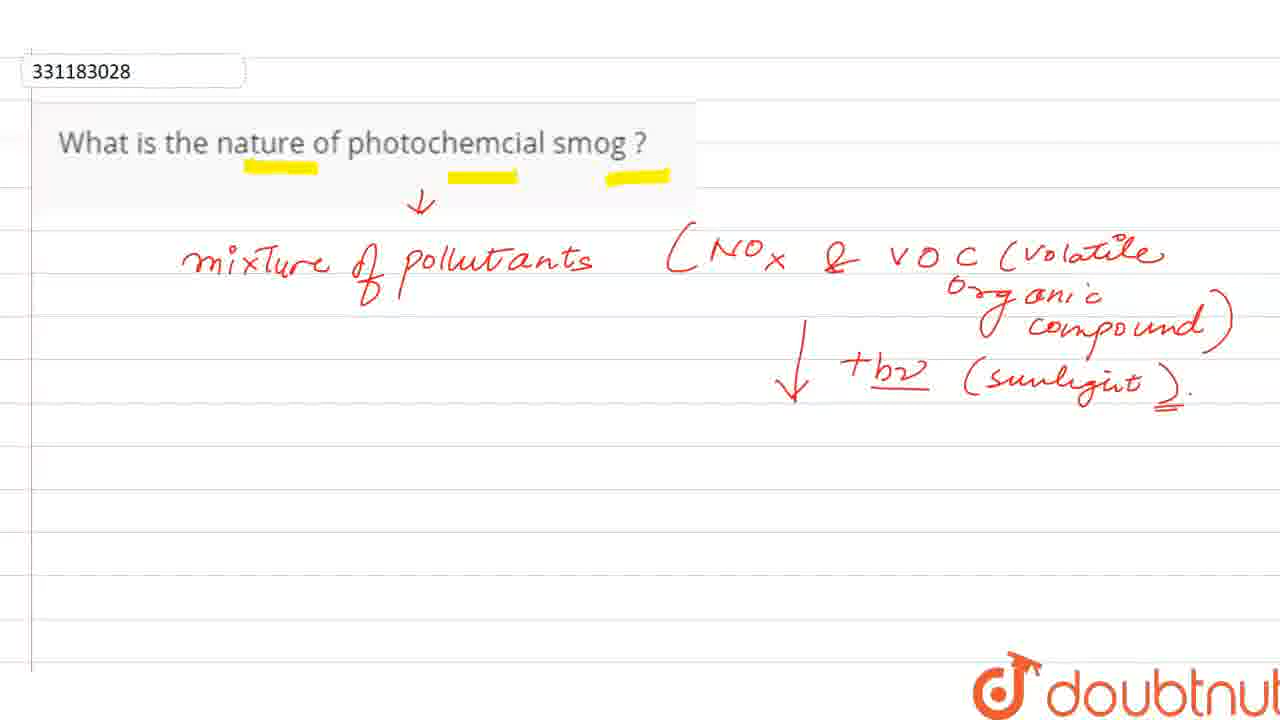 331183028
What is the nature of photochemcial smog ?
↓
mixture of pollutants (NOx & VOC (volatile
organic
compound)
↓ +hν (sunlight).
doubtnut